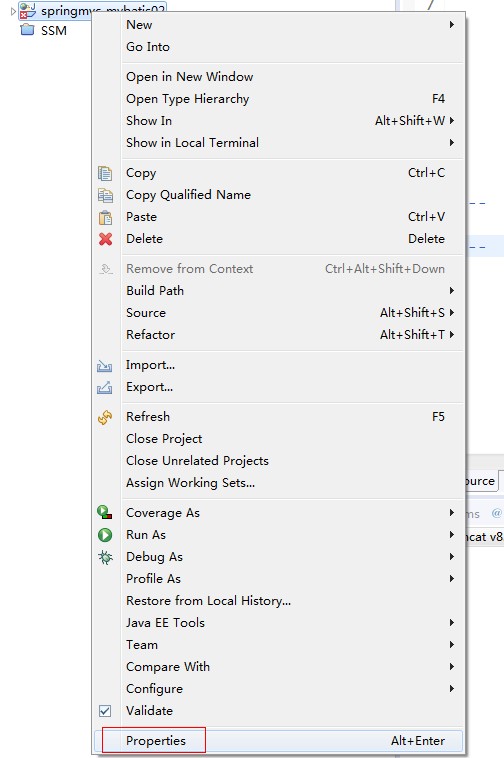 springmvc-mybatis02
SSM
New
Go Into
Open in New Window
Open Type Hierarchy F4
Show In Alt+Shift+W
Show in Local Terminal
Copy Ctrl+C
Copy Qualified Name
Paste Ctrl+V
Delete Delete
Remove from Context Ctrl+Alt+Shift+Down
Build Path
Source Alt+Shift+S
Refactor Alt+Shift+T
Import...
Export...
Refresh F5
Close Project
Close Unrelated Projects
Assign Working Sets...
Coverage As
Run As
Debug As
Profile As
Restore from Local History...
Java EE Tools
Team
Compare With
Configure
Validate
Properties Alt+Enter
7
--
--
ource
ms @
ncat v8